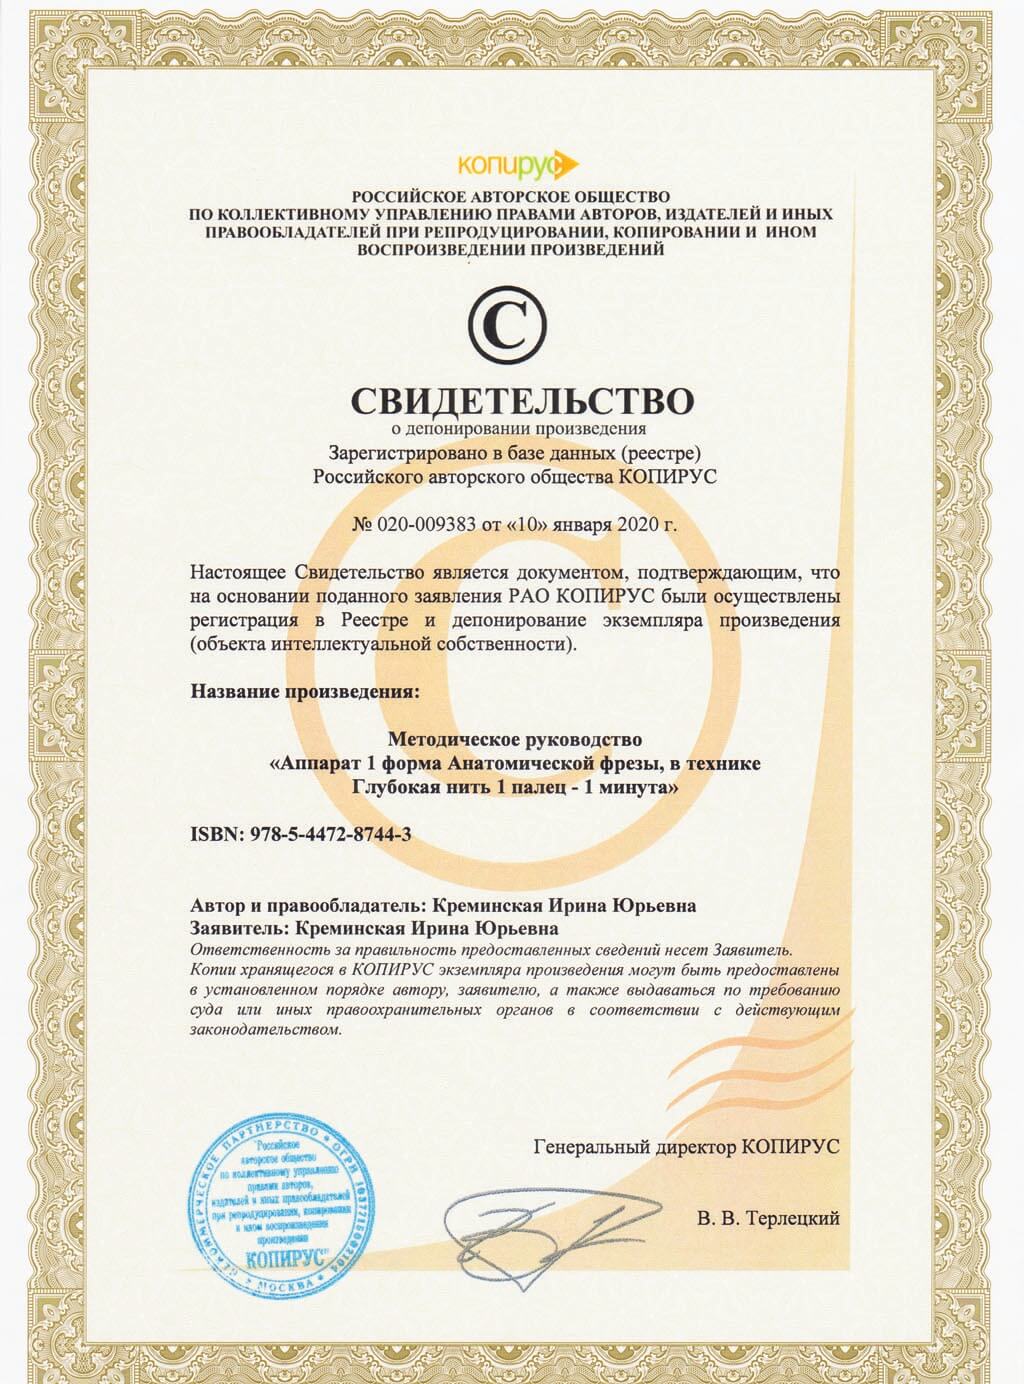 копирус
РОССИЙСКОЕ АВТОРСКОЕ ОБЩЕСТВО
ПО КОЛЛЕКТИВНОМУ УПРАВЛЕНИЮ ПРАВАМИ АВТОРОВ, ИЗДАТЕЛЕЙ И ИНЫХ
ПРАВООБЛАДАТЕЛЕЙ ПРИ РЕПРОДУЦИРОВАНИИ, КОПИРОВАНИИ И ИНОМ
ВОСПРОИЗВЕДЕНИИ ПРОИЗВЕДЕНИЙ
©
СВИДЕТЕЛЬСТВО
о депонировании произведения
Зарегистрировано в базе данных (реестре)
Российского авторского общества КОПИРУС
№ 020-009383 от «10» января 2020 г.
Настоящее Свидетельство является документом, подтверждающим, что
на основании поданного заявления РАО КОПИРУС были осуществлены
регистрация в Реестре и депонирование экземпляра произведения
(объекта интеллектуальной собственности).
Название произведения:
Методическое руководство
«Аппарат 1 форма Анатомической фрезы, в технике
Глубокая нить 1 палец - 1 минута»
ISBN: 978-5-4472-8744-3
Автор и правообладатель: Креминская Ирина Юрьевна
Заявитель: Креминская Ирина Юрьевна
Ответственность за правильность предоставленных сведений несет Заявитель.
Копии хранящегося в КОПИРУС экземпляра произведения могут быть предоставлены
в установленном порядке автору, заявителю, а также выдаваться по требованию
суда или иных правоохранительных органов в соответствии с действующим
законодательством.
Генеральный директор КОПИРУС
В. В. Терлецкий
НЕКОММЕРЧЕСКОЕ ПАРТНЕРСТВО * ОГРН 1037715082104 * МОСКВА *
"Российское
авторское общество
по коллективному управлению
правами авторов,
издателей и иных правообладателей
при репродуцировании, копировании
и ином воспроизведении
произведений
КОПИРУС"